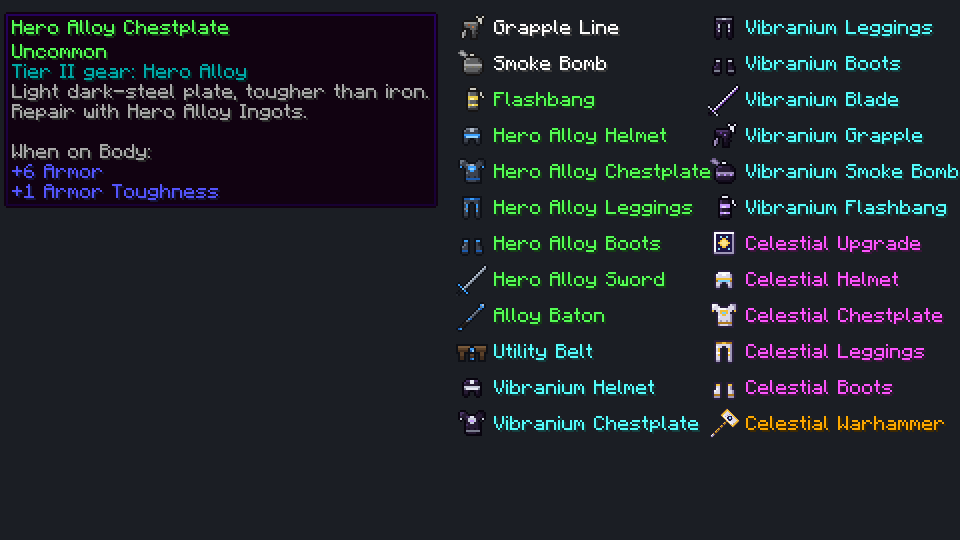 Hero Alloy Chestplate
Uncommon
Tier II gear: Hero Alloy
Light dark-steel plate, tougher than iron.
Repair with Hero Alloy Ingots.
When on Body:
+6 Armor
+1 Armor Toughness
Grapple Line
Smoke Bomb
Flashbang
Hero Alloy Helmet
Hero Alloy Chestplate
Hero Alloy Leggings
Hero Alloy Boots
Hero Alloy Sword
Alloy Baton
Utility Belt
Vibranium Helmet
Vibranium Chestplate
Vibranium Leggings
Vibranium Boots
Vibranium Blade
Vibranium Grapple
Vibranium Smoke Bomb
Vibranium Flashbang
Celestial Upgrade
Celestial Helmet
Celestial Chestplate
Celestial Leggings
Celestial Boots
Celestial Warhammer